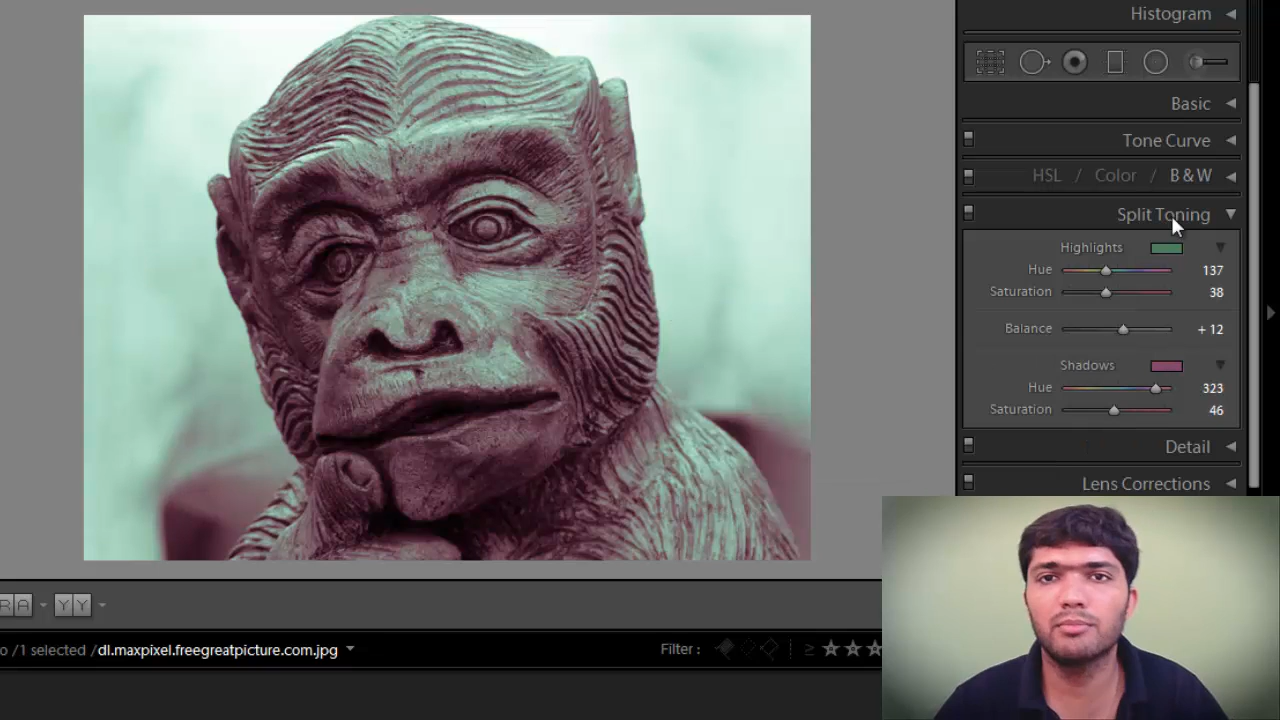 Histogram
Basic
Tone Curve
HSL / Color / B & W
Split Toning
Highlights
Hue 137
Saturation 38
Balance + 12
Shadows
Hue 323
Saturation 46
Detail
Lens Corrections
R A Y Y
o /1 selected /dl.maxpixel.freegreatpicture.com.jpg Filter : ≥